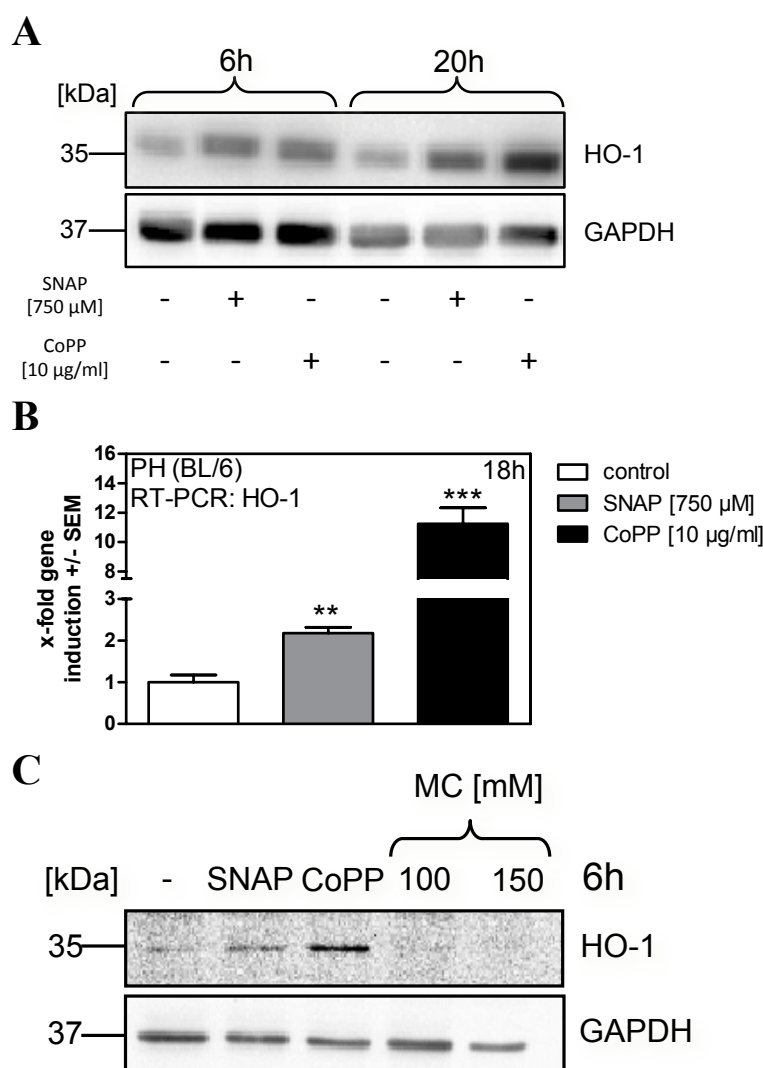 A
6h 20h
[kDa]
35 HO-1
37 GAPDH
SNAP
[750 µM] - + - - + -
CoPP
[10 µg/ml] - - + - - +
B
16
14
12
10
8
3
2
1
0
x-fold gene
induction +/- SEM
PH (BL/6) 18h
RT-PCR: HO-1
**
***
control
SNAP [750 µM]
CoPP [10 µg/ml]
C
MC [mM]
[kDa] - SNAP CoPP 100 150 6h
35 HO-1
37 GAPDH